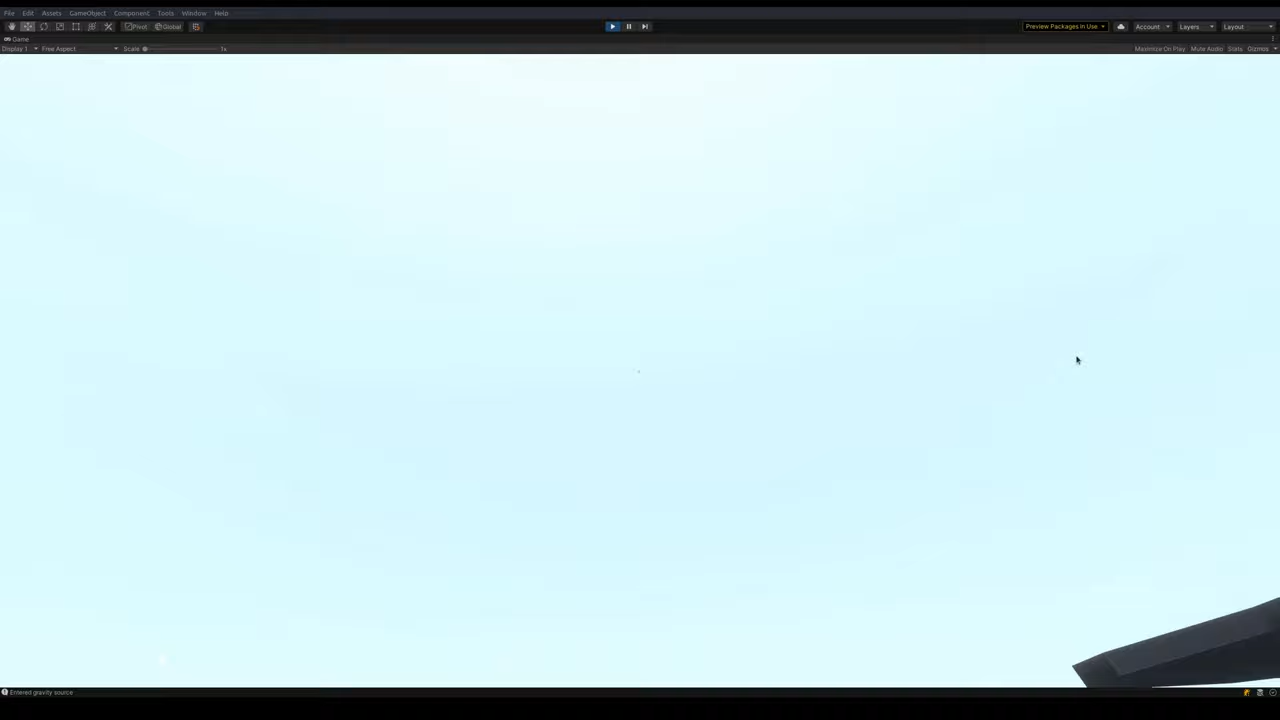 File Edit Assets GameObject Component Tools Window Help
Pivot Global Preview Packages in Use Account Layers Layout
Game
Display 1 Free Aspect Scale 1x Maximize On Play Mute Audio Stats Gizmos
Entered gravity source